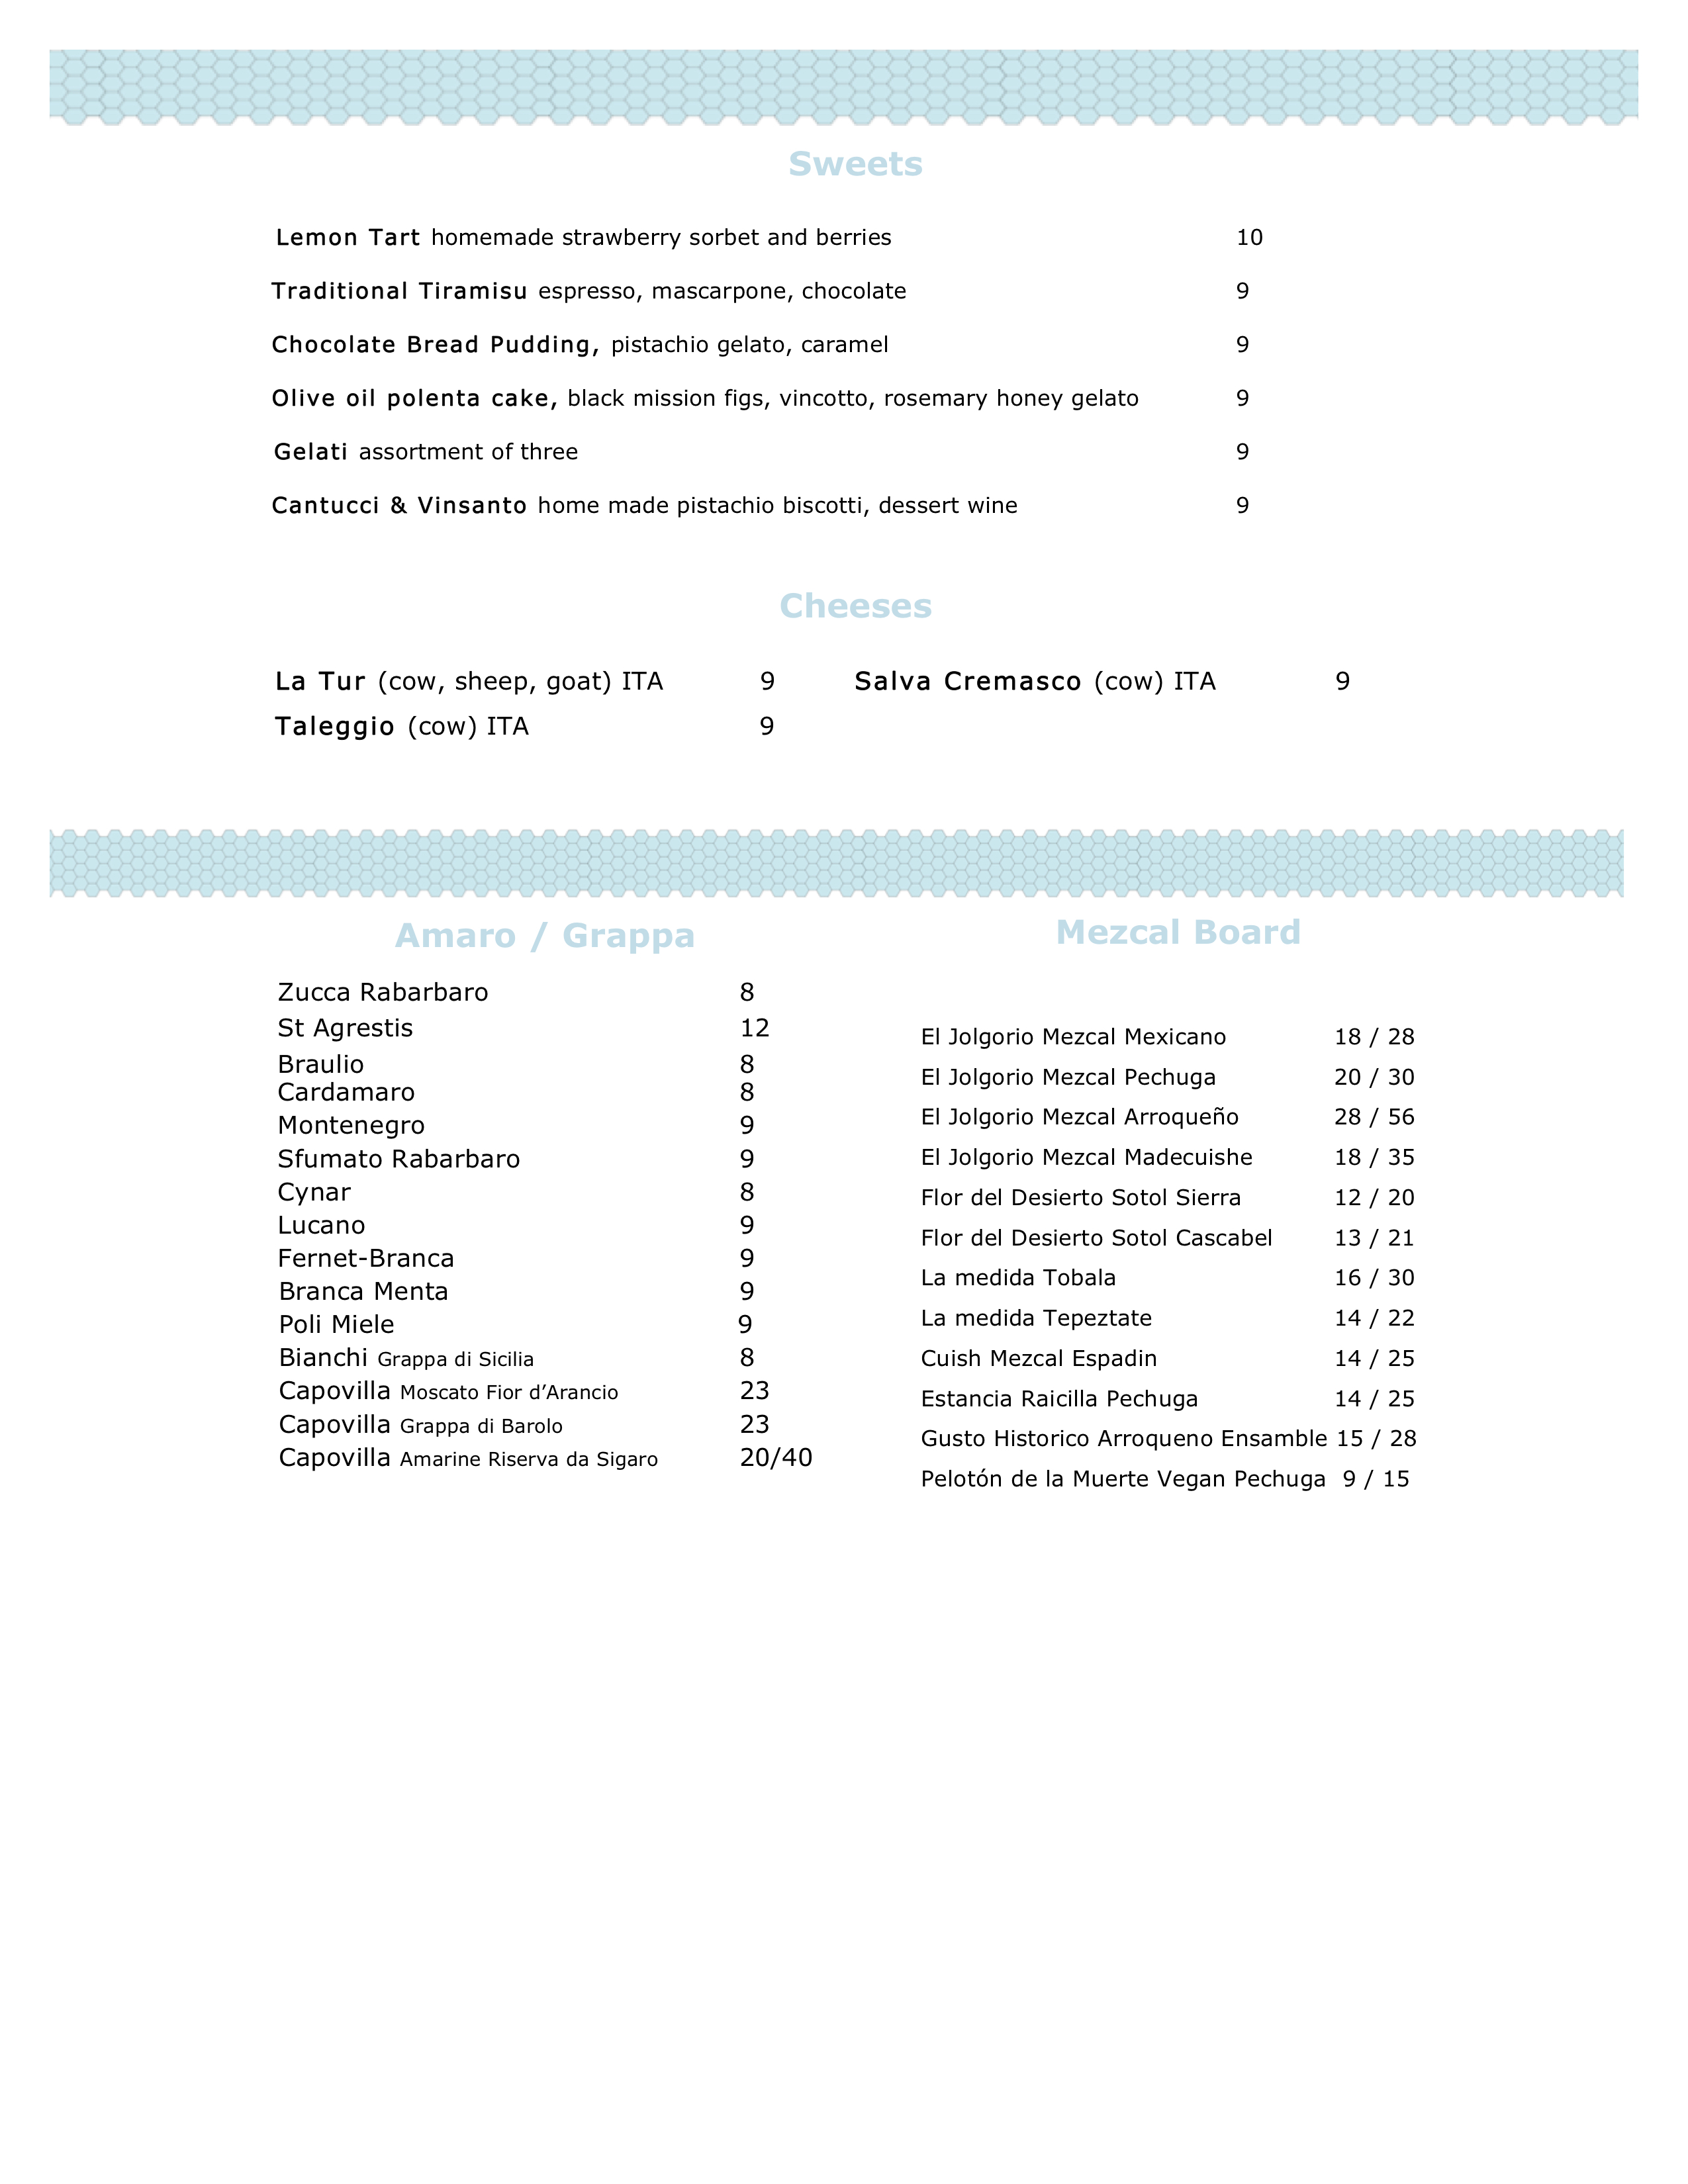 Sweets
Lemon Tart homemade strawberry sorbet and berries 10
Traditional Tiramisu espresso, mascarpone, chocolate 9
Chocolate Bread Pudding, pistachio gelato, caramel 9
Olive oil polenta cake, black mission figs, vincotto, rosemary honey gelato 9
Gelati assortment of three 9
Cantucci & Vinsanto home made pistachio biscotti, dessert wine 9
Cheeses
La Tur (cow, sheep, goat) ITA 9 Salva Cremasco (cow) ITA 9
Taleggio (cow) ITA 9
Amaro / Grappa
Zucca Rabarbaro 8
St Agrestis 12
Braulio 8
Cardamaro 8
Montenegro 9
Sfumato Rabarbaro 9
Cynar 8
Lucano 9
Fernet-Branca 9
Branca Menta 9
Poli Miele 9
Bianchi Grappa di Sicilia 8
Capovilla Moscato Fior d’Arancio 23
Capovilla Grappa di Barolo 23
Capovilla Amarine Riserva da Sigaro 20/40
Mezcal Board
El Jolgorio Mezcal Mexicano 18 / 28
El Jolgorio Mezcal Pechuga 20 / 30
El Jolgorio Mezcal Arroqueño 28 / 56
El Jolgorio Mezcal Madecuishe 18 / 35
Flor del Desierto Sotol Sierra 12 / 20
Flor del Desierto Sotol Cascabel 13 / 21
La medida Tobala 16 / 30
La medida Tepeztate 14 / 22
Cuish Mezcal Espadin 14 / 25
Estancia Raicilla Pechuga 14 / 25
Gusto Historico Arroqueno Ensamble 15 / 28
Pelotón de la Muerte Vegan Pechuga 9 / 15